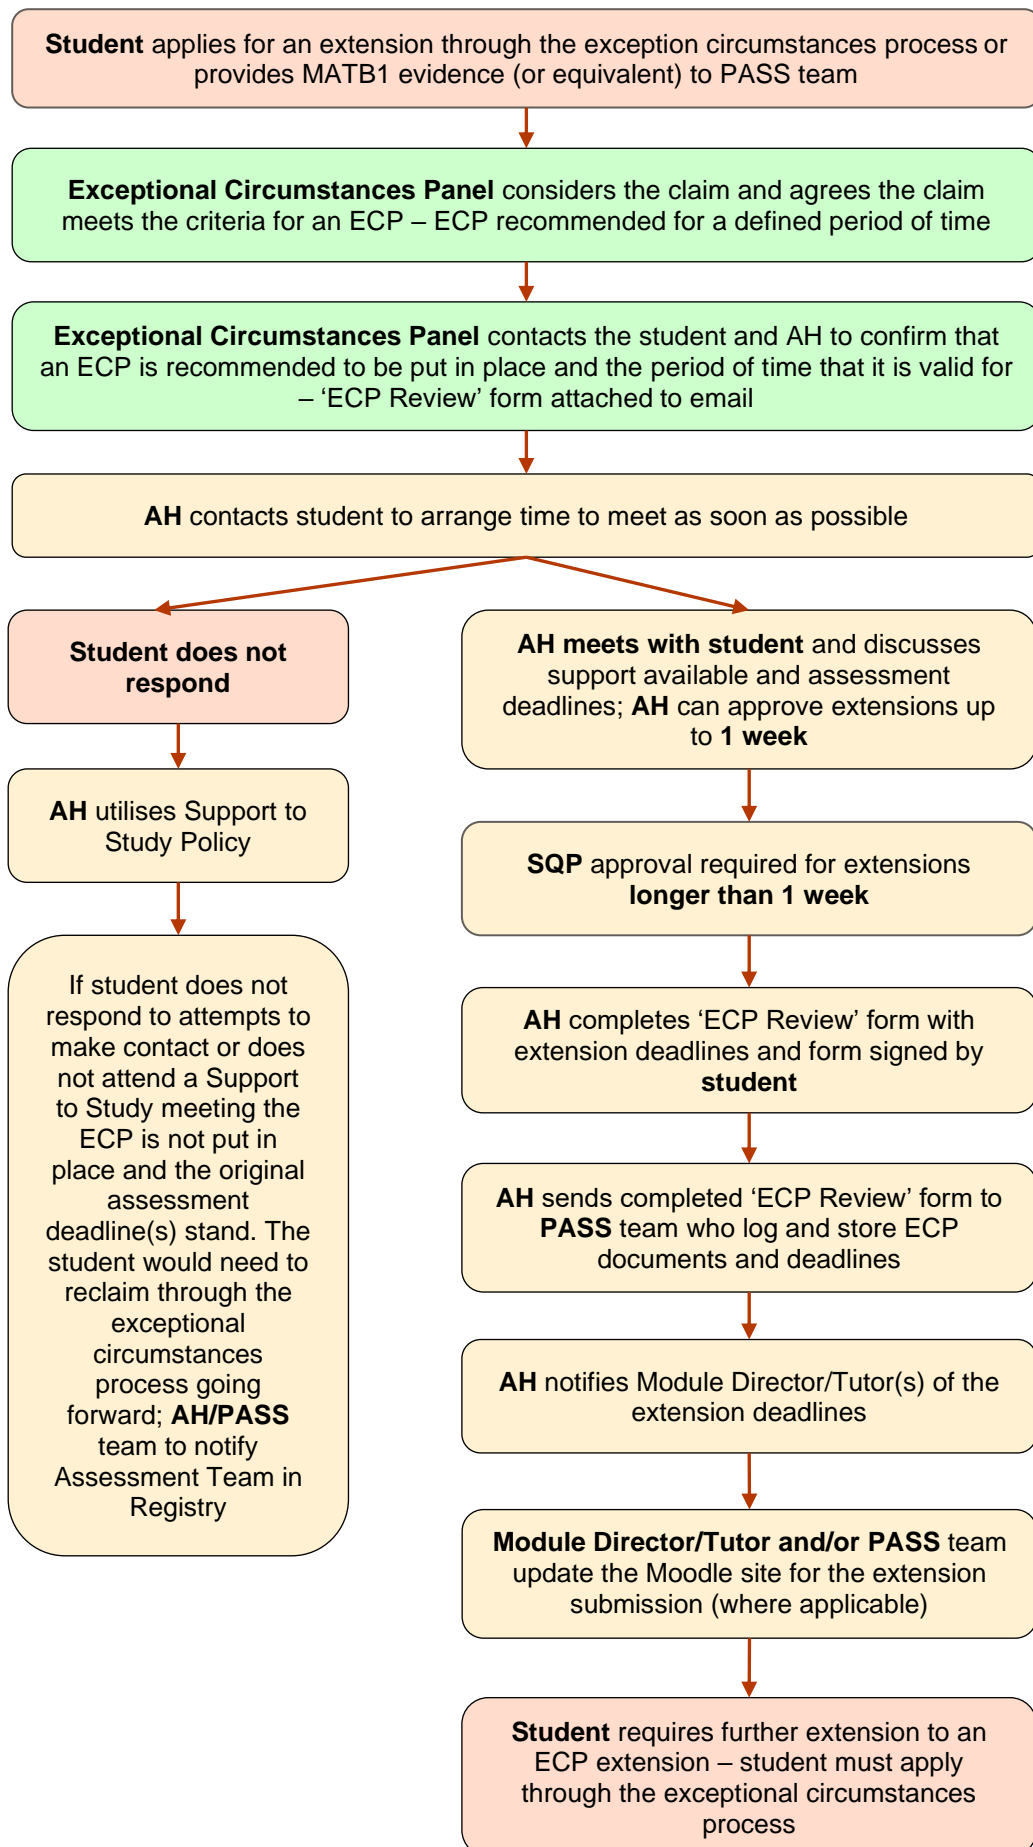 Student applies for an extension through the exception circumstances process or
provides MATB1 evidence (or equivalent) to PASS team
Exceptional Circumstances Panel considers the claim and agrees the claim
meets the criteria for an ECP – ECP recommended for a defined period of time
Exceptional Circumstances Panel contacts the student and AH to confirm that
an ECP is recommended to be put in place and the period of time that it is valid for
– ‘ECP Review’ form attached to email
AH contacts student to arrange time to meet as soon as possible
Student does not
respond
AH utilises Support to
Study Policy
If student does not
respond to attempts to
make contact or does
not attend a Support
to Study meeting the
ECP is not put in
place and the original
assessment
deadline(s) stand. The
student would need to
reclaim through the
exceptional
circumstances
process going
forward; AH/PASS
team to notify
Assessment Team in
Registry
AH meets with student and discusses
support available and assessment
deadlines; AH can approve extensions up
to 1 week
SQP approval required for extensions
longer than 1 week
AH completes ‘ECP Review’ form with
extension deadlines and form signed by
student
AH sends completed ‘ECP Review’ form to
PASS team who log and store ECP
documents and deadlines
AH notifies Module Director/Tutor(s) of the
extension deadlines
Module Director/Tutor and/or PASS team
update the Moodle site for the extension
submission (where applicable)
Student requires further extension to an
ECP extension – student must apply
through the exceptional circumstances
process